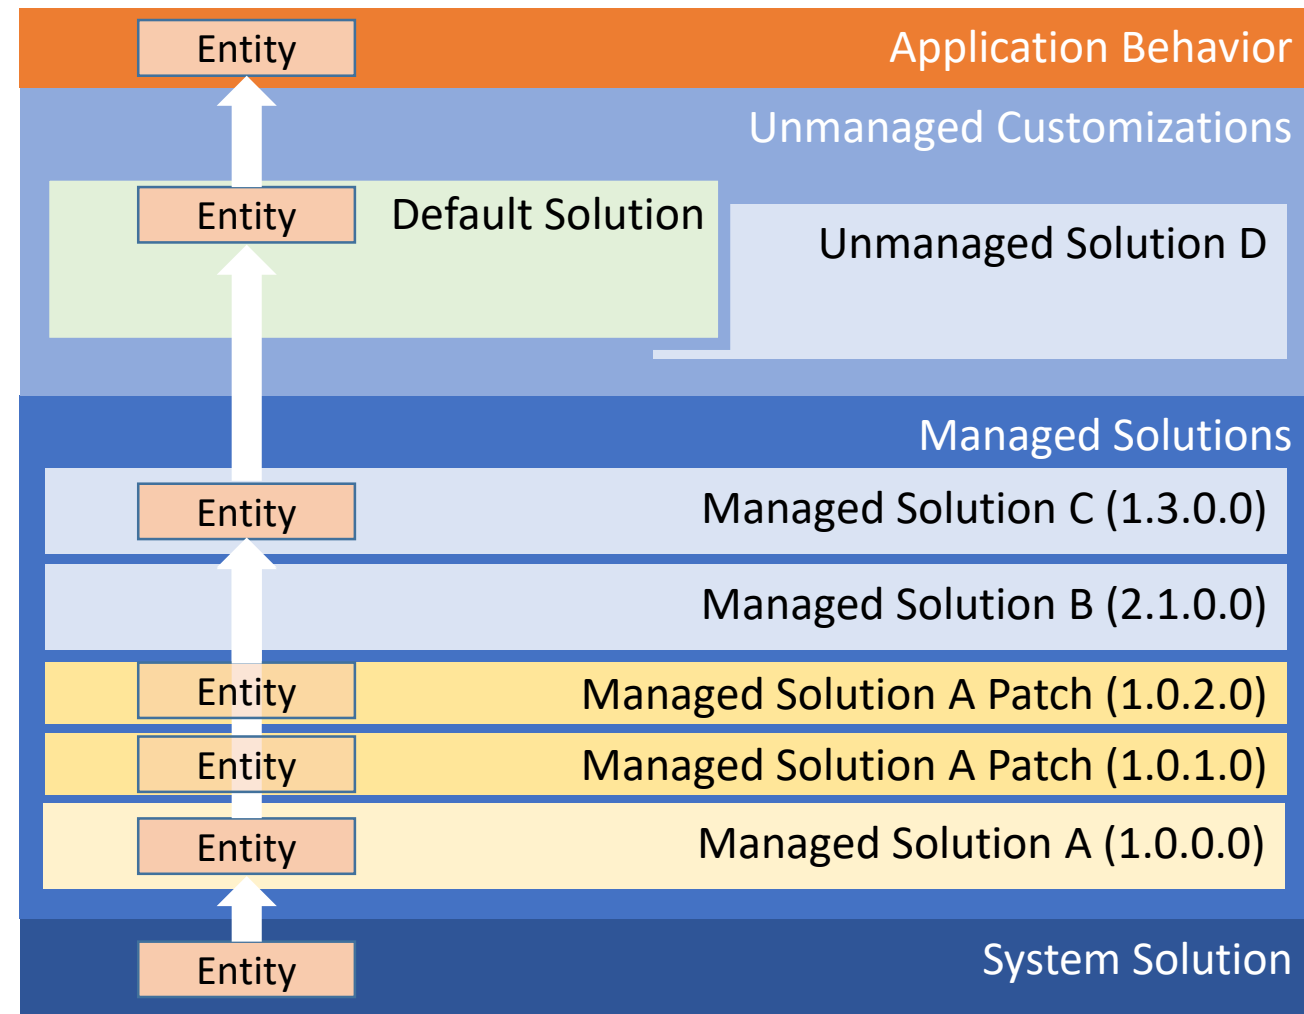 Entity
Application Behavior
Unmanaged Customizations
Entity
Default Solution
Unmanaged Solution D
Managed Solutions
Entity
Managed Solution C (1.3.0.0)
Managed Solution B (2.1.0.0)
Entity
Managed Solution A Patch (1.0.2.0)
Entity
Managed Solution A Patch (1.0.1.0)
Entity
Managed Solution A (1.0.0.0)
Entity
System Solution